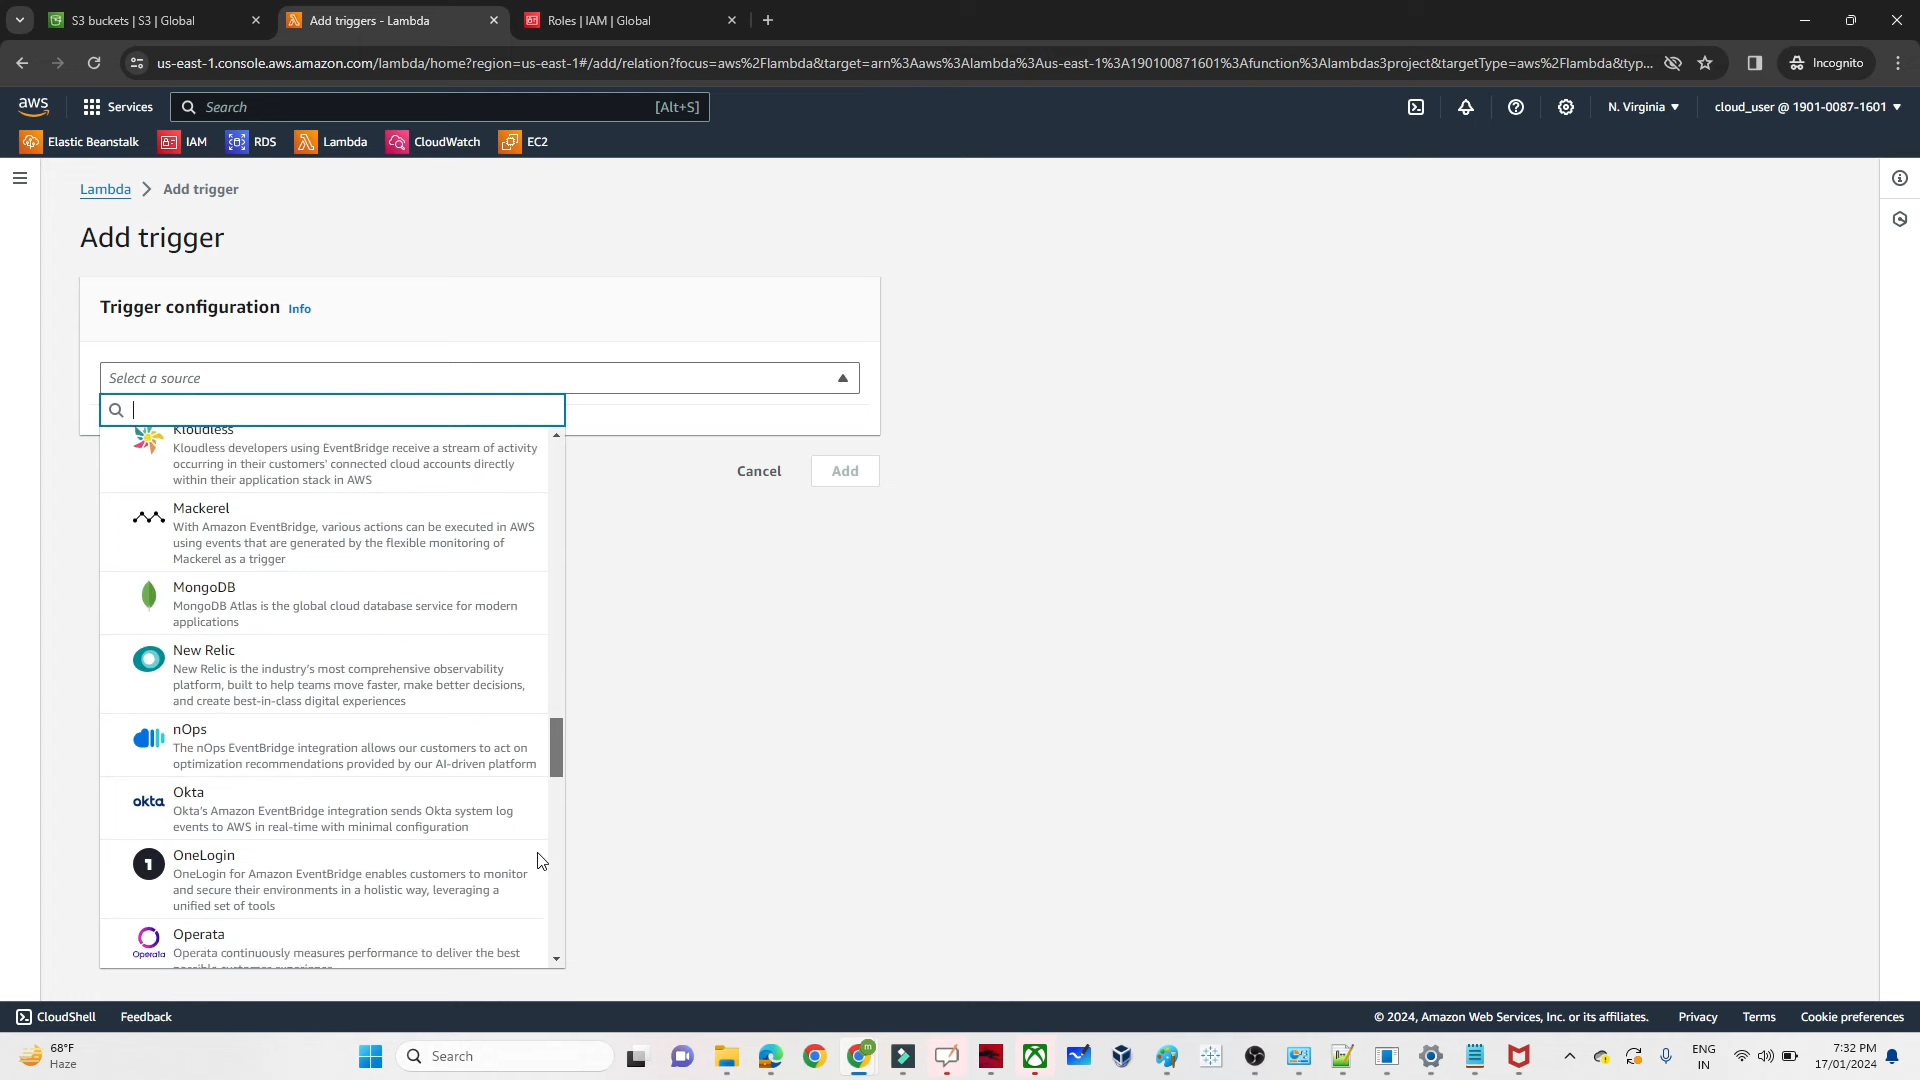 S3 buckets | S3 | Global
Add triggers - Lambda
Roles | IAM | Global
us-east-1.console.aws.amazon.com/lambda/home?region=us-east-1#/add/relation?focus=aws%2Flambda&target=arn%3Aaws%3Alambda%3Aus-east-1%3A190100871601%3Afunction%3Alambdas3project&targetType=aws%2Flambda&typ...
Incognito
aws
Services
Search
[Alt+S]
N. Virginia
cloud_user @ 1901-0087-1601
Elastic Beanstalk
IAM
RDS
Lambda
CloudWatch
EC2
Lambda
Add trigger
Add trigger
Trigger configuration
Info
Select a source
Kloudless
Kloudless developers using EventBridge receive a stream of activity
occurring in their customers' connected cloud accounts directly
within their application stack in AWS
Cancel
Add
Mackerel
With Amazon EventBridge, various actions can be executed in AWS
using events that are generated by the flexible monitoring of
Mackerel as a trigger
MongoDB
MongoDB Atlas is the global cloud database service for modern
applications
New Relic
New Relic is the industry's most comprehensive observability
platform, built to help teams move faster, make better decisions,
and create best-in-class digital experiences
nOps
The nOps EventBridge integration allows our customers to act on
optimization recommendations provided by our AI-driven platform
okta
Okta
Okta's Amazon EventBridge integration sends Okta system log
events to AWS in real-time with minimal configuration
1
OneLogin
OneLogin for Amazon EventBridge enables customers to monitor
and secure their environments in a holistic way, leveraging a
unified set of tools
Operata
Operata
Operata continuously measures performance to deliver the best
possible customer experience
CloudShell
Feedback
© 2024, Amazon Web Services, Inc. or its affiliates.
Privacy
Terms
Cookie preferences
68°F
Haze
Search
m
ENG
IN
7:32 PM
17/01/2024